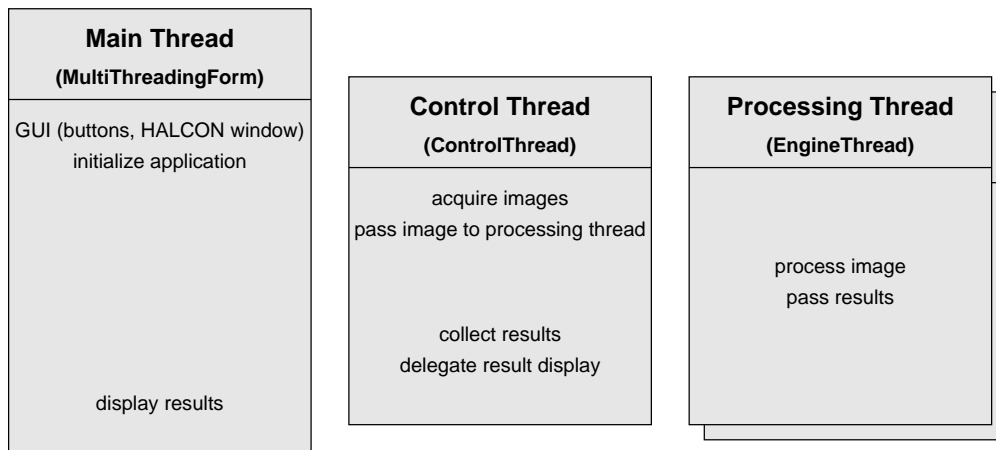 Main Thread
(MultiThreadingForm)
GUI (buttons, HALCON window)
initialize application
display results
Control Thread
(ControlThread)
acquire images
pass image to processing thread
collect results
delegate result display
Processing Thread
(EngineThread)
process image
pass results